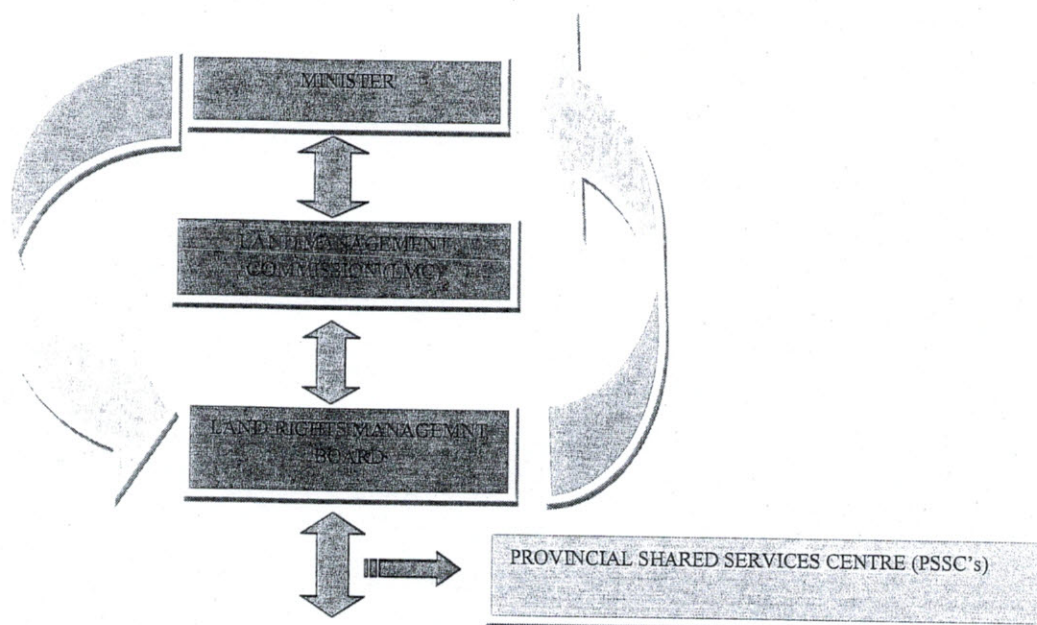 MINISTER
LAND MANAGEMENT
COMMISSION (LMC)
LAND RIGHTS MANAGEMNT
BOARD
PROVINCIAL SHARED SERVICES CENTRE (PSSC's)